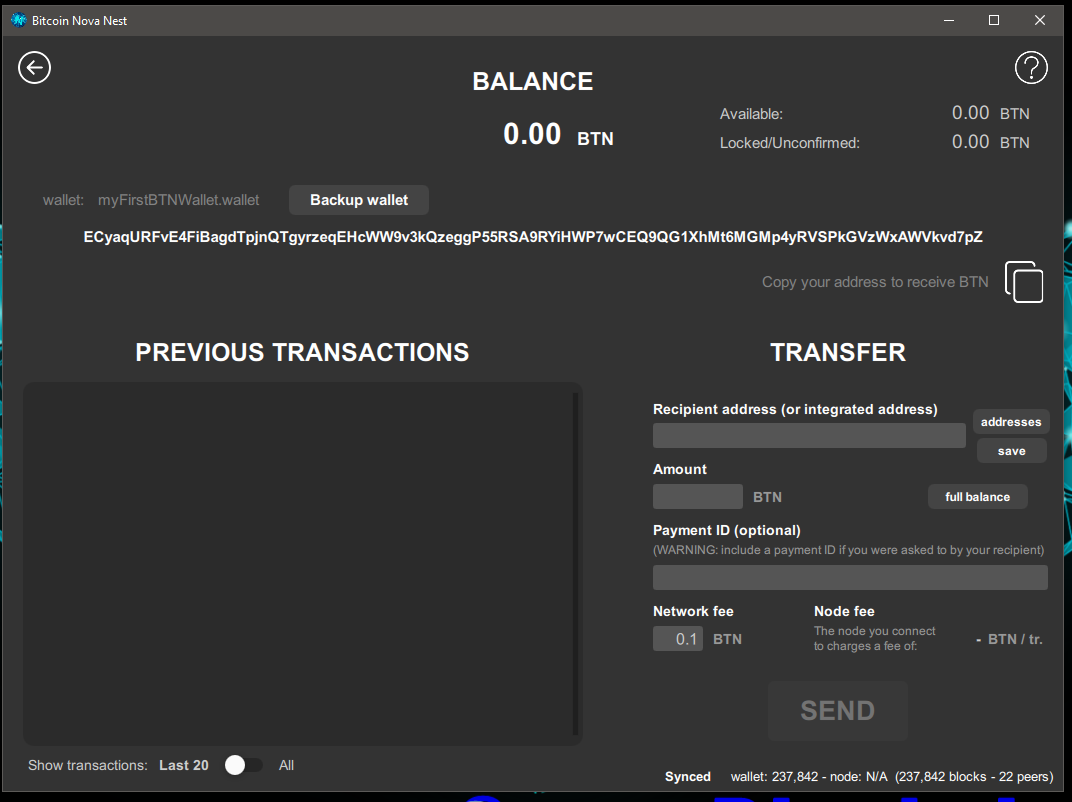 Bitcoin Nova Nest
BALANCE
0.00 BTN
Available: 0.00 BTN
Locked/Unconfirmed: 0.00 BTN
wallet: myFirstBTNWallet.wallet Backup wallet
ECyaqURFvE4FiBagdTpjnQTgyrzeqEHcWW9v3kQzeggP55RSA9RYiHWP7wCEQ9QG1XhMt6MGMp4yRVSPkGVzWxAWVkvd7pZ
Copy your address to receive BTN
PREVIOUS TRANSACTIONS
Show transactions: Last 20 All
TRANSFER
Recipient address (or integrated address)
addresses
save
Amount
BTN full balance
Payment ID (optional)
(WARNING: include a payment ID if you were asked to by your recipient)
Network fee
0.1 BTN
Node fee
The node you connect
to charges a fee of:
- BTN / tr.
SEND
Synced wallet: 237,842 - node: N/A (237,842 blocks - 22 peers)